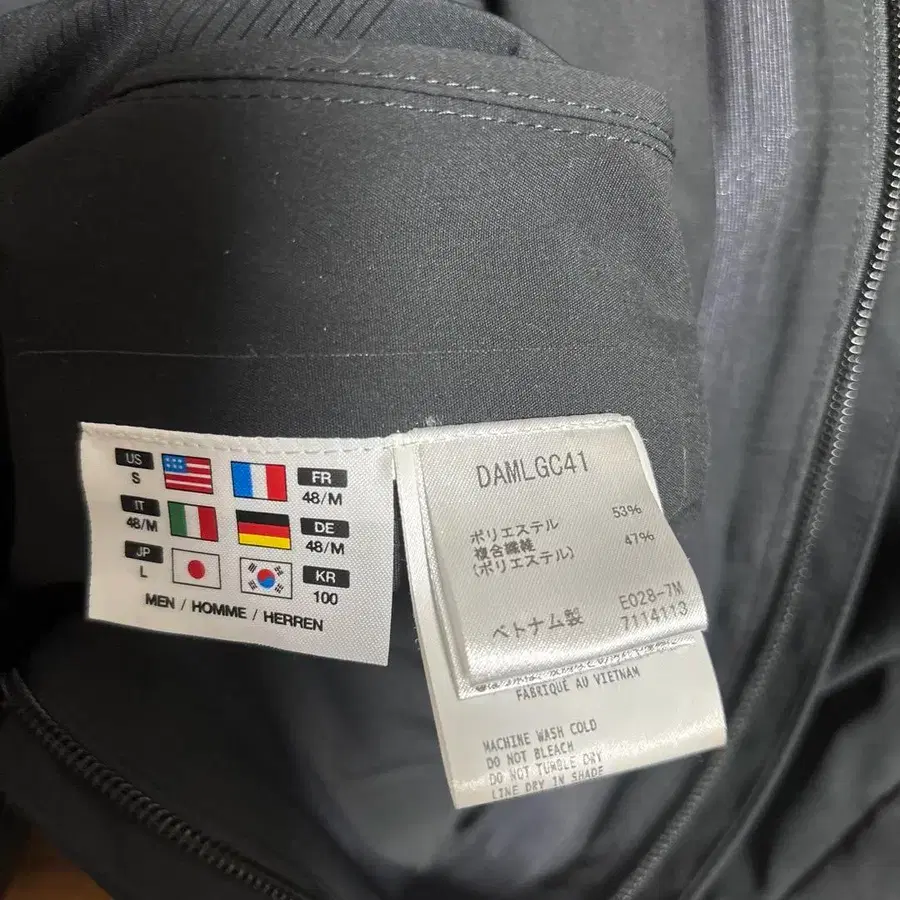 US
S
FR
48/M
IT
48/M
DE
48/M
JP
L
KR
100
MEN / HOMME / HERREN
DAMLGC41
ポリエステル 53%
複合繊維 47%
(ポリエステル)
E028-7M
ベトナム製 7114113
FABRIQUÉ AU VIETNAM
MACHINE WASH COLD
DO NOT BLEACH
DO NOT TUMBLE DRY
LINE DRY IN SHADE